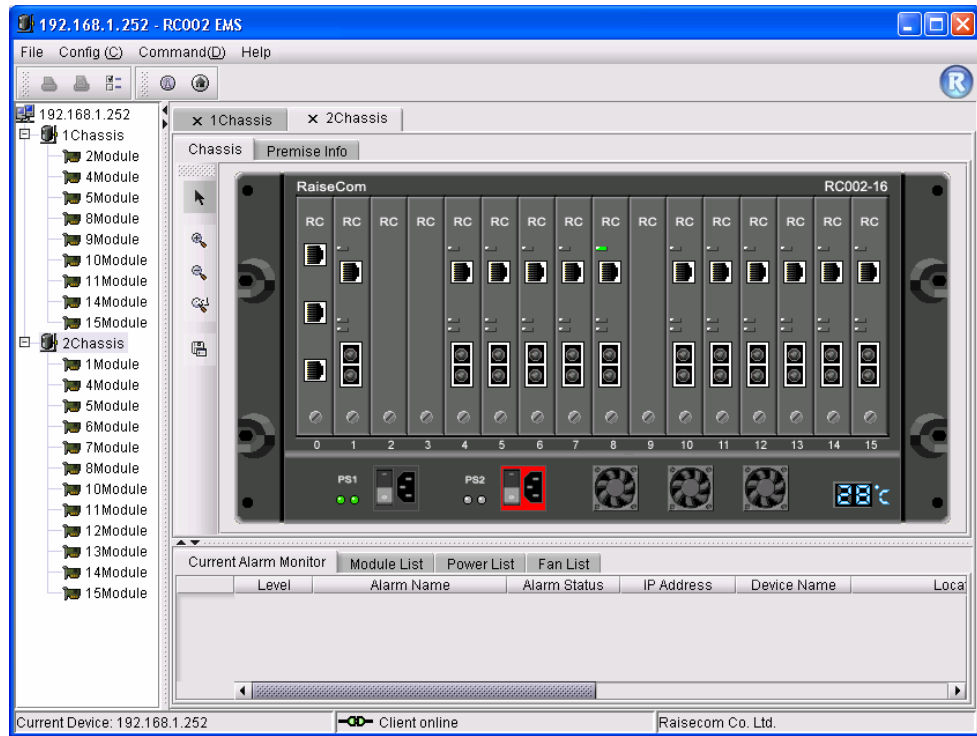 192.168.1.252 - RC002 EMS
File Config (C) Command(D) Help
R
192.168.1.252
1Chassis
2Module
4Module
5Module
8Module
9Module
10Module
11Module
14Module
15Module
2Chassis
1Module
4Module
5Module
6Module
7Module
8Module
10Module
11Module
12Module
13Module
14Module
15Module
1Chassis 2Chassis
Chassis Premise Info
RaiseCom RC002-16
RC RC RC RC RC RC RC RC RC RC RC RC RC RC RC RC
0 1 2 3 4 5 6 7 8 9 10 11 12 13 14 15
PS1 PS2
℃
Current Alarm Monitor Module List Power List Fan List
Level Alarm Name Alarm Status IP Address Device Name Locat
Current Device: 192.168.1.252 Client online Raisecom Co. Ltd.